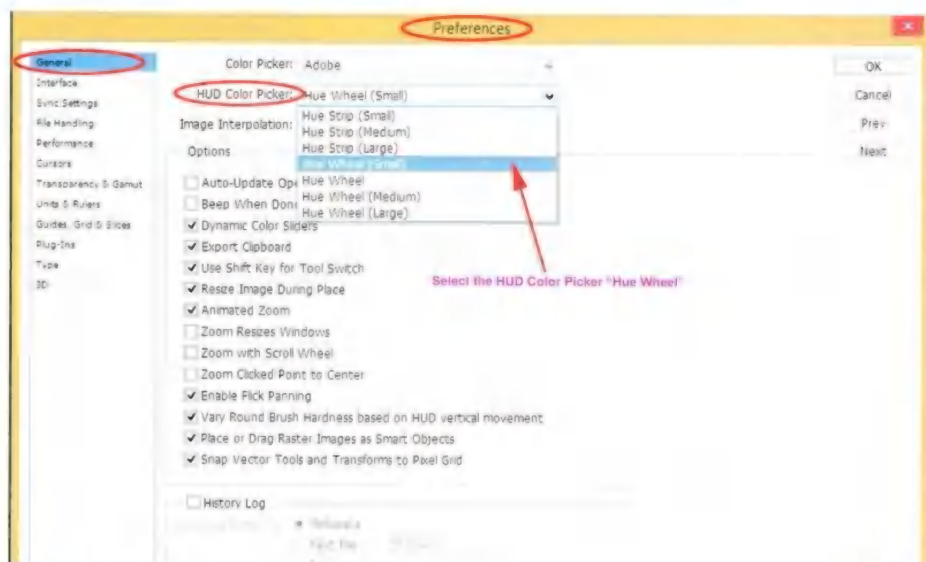 Preferences
General
Interface
Sync Settings
File Handling
Performance
Cursors
Transparency & Gamut
Units & Rulers
Guides, Grid & Slices
Plug-Ins
Type
3D
Color Picker: Adobe
HUD Color Picker: Hue Wheel (Small)
Image Interpolation:
Hue Strip (Small)
Hue Strip (Medium)
Hue Strip (Large)
Hue Wheel (Small)
Hue Wheel
Hue Wheel (Medium)
Hue Wheel (Large)
Options
Auto-Update Ope
Beep When Don
Dynamic Color Sliders
Export Clipboard
Use Shift Key for Tool Switch
Resize Image During Place
Animated Zoom
Zoom Resizes Windows
Zoom with Scroll Wheel
Zoom Clicked Point to Center
Enable Flick Panning
Vary Round Brush Hardness based on HUD vertical movement
Place or Drag Raster Images as Smart Objects
Snap Vector Tools and Transforms to Pixel Grid
History Log
Metadata
Select the HUD Color Picker "Hue Wheel"
OK
Cancel
Prev
Next